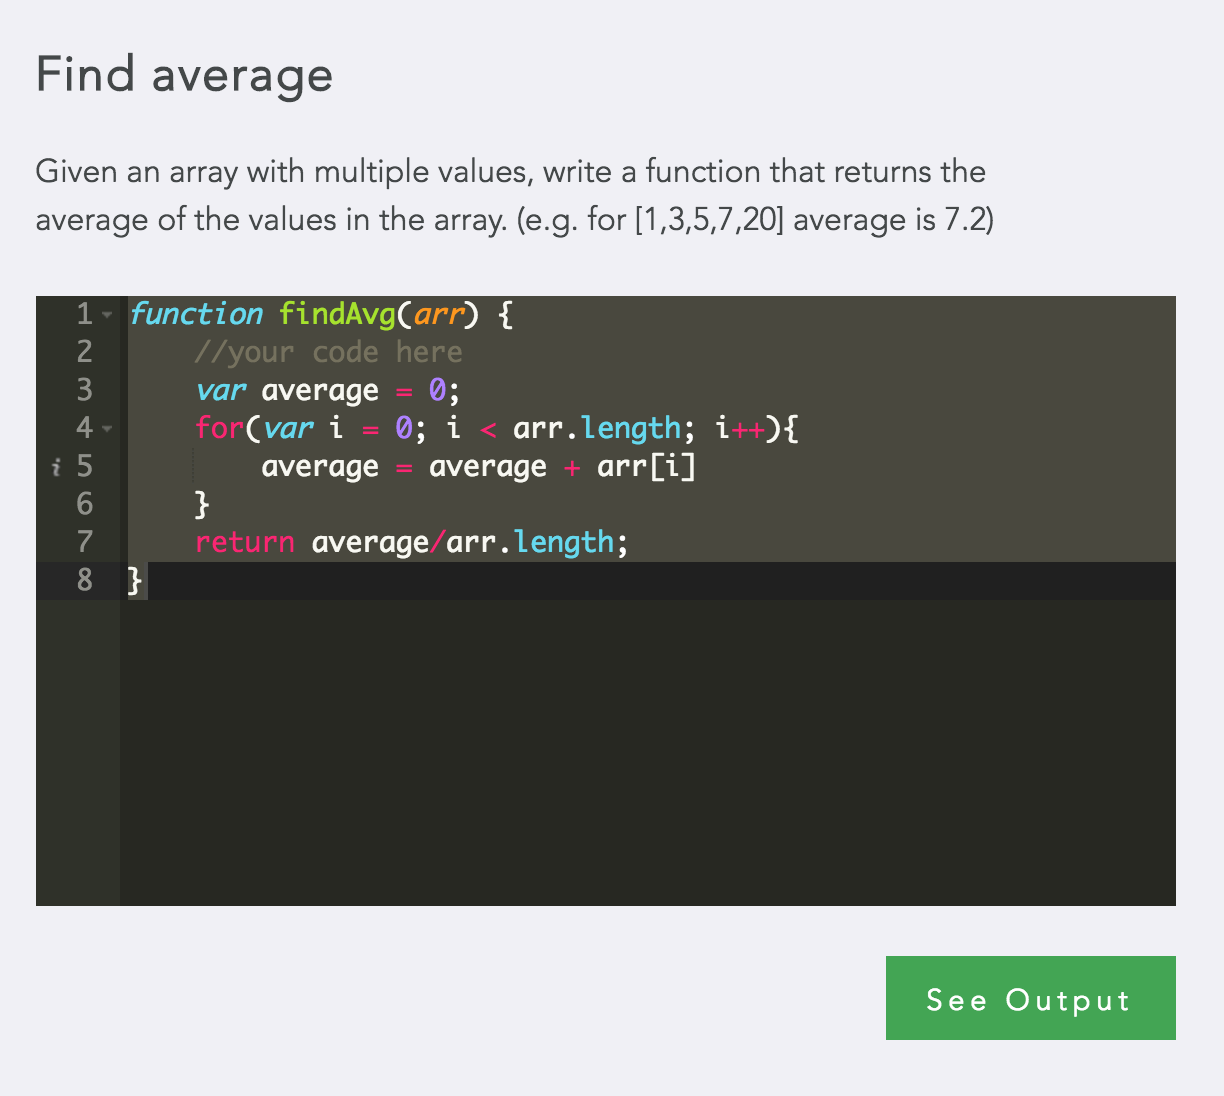 Find average
Given an array with multiple values, write a function that returns the
average of the values in the array. (e.g. for [1,3,5,7,20] average is 7.2)
1 function findAvg(arr) {
2     //your code here
3     var average = 0;
4     for(var i = 0; i < arr.length; i++){
i 5         average = average + arr[i]
6     }
7     return average/arr.length;
8 }
See Output